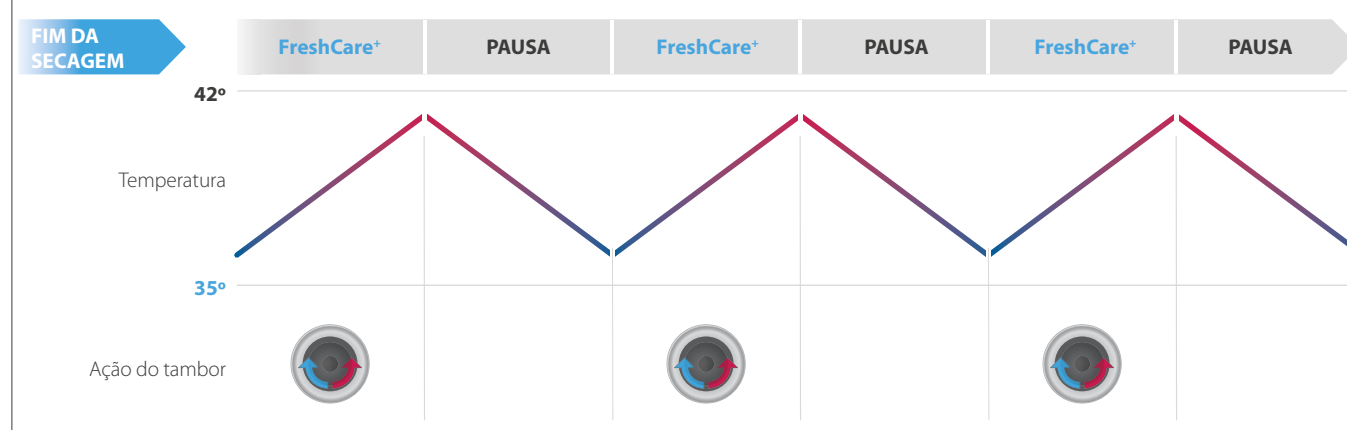 FIM DA
SECAGEM
FreshCare+ PAUSA FreshCare+ PAUSA FreshCare+ PAUSA
42º
Temperatura
35º
Ação do tambor